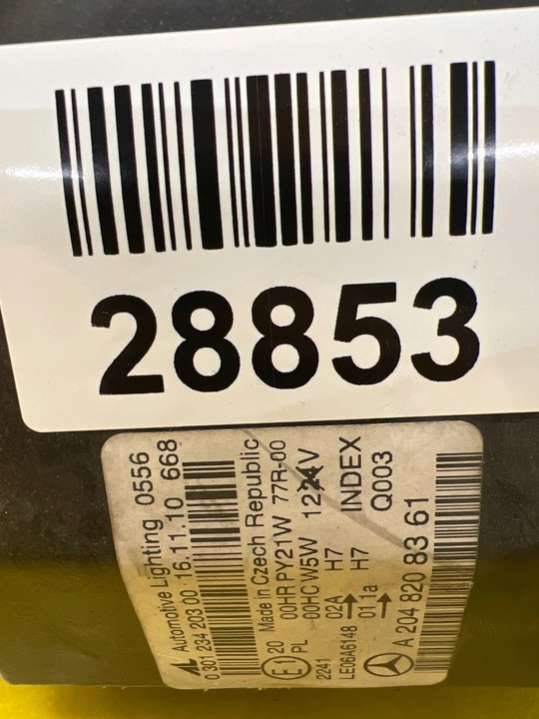 28853
AL Automotive Lighting 0556
0 301 234 203 00 16.11.10 668
Made in Czech Republic
E1 20 00HR PY21W 77R-00
PL 00HC W5W 12V
2241 02A H7 INDEX
LE06A6148 01 1a H7 Q003
A 204 820 83 61